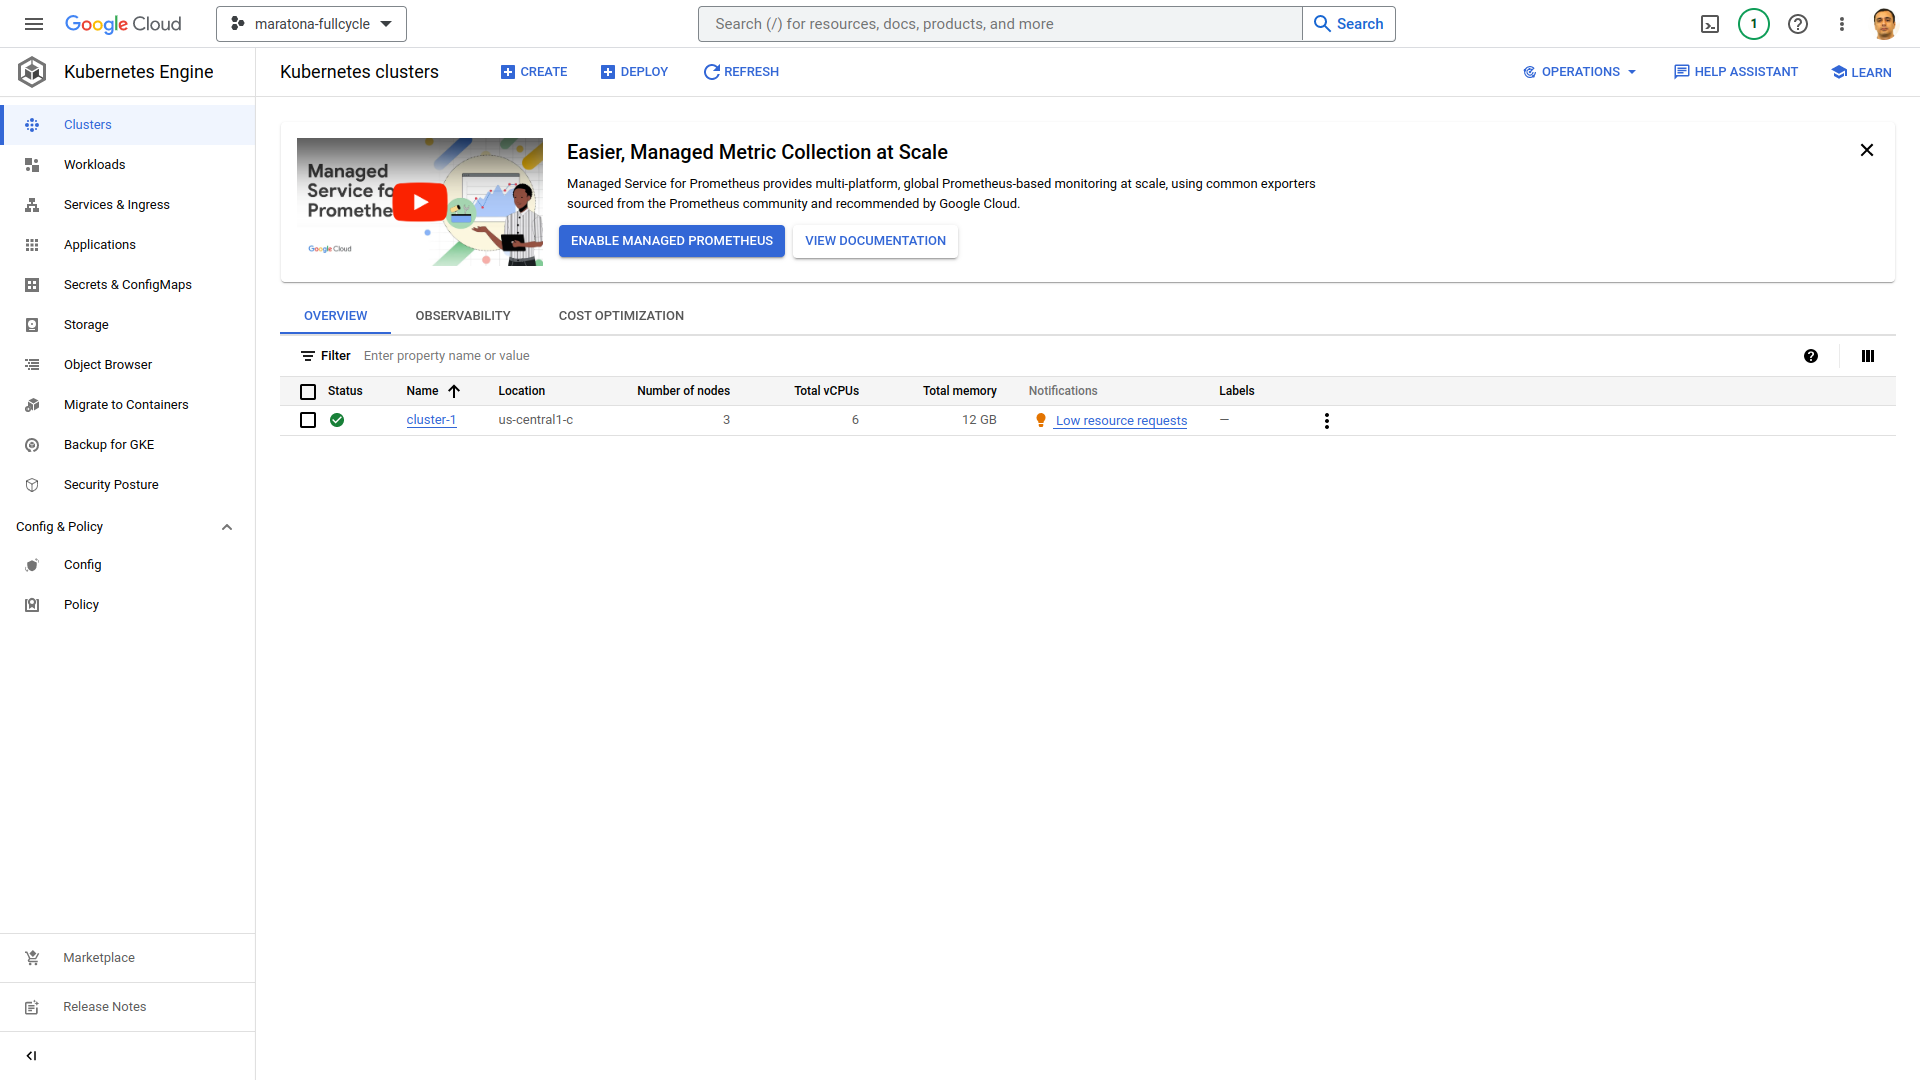 Google Cloud
maratona-fullcycle
Search (/) for resources, docs, products, and more
Search
1
Kubernetes Engine
Kubernetes clusters
CREATE
DEPLOY
REFRESH
OPERATIONS
HELP ASSISTANT
LEARN
Clusters
Workloads
Services & Ingress
Applications
Secrets & ConfigMaps
Storage
Object Browser
Migrate to Containers
Backup for GKE
Security Posture
Config & Policy
Config
Policy
Marketplace
Release Notes
Managed
Service fo
Promethe
Google Cloud
Easier, Managed Metric Collection at Scale
Managed Service for Prometheus provides multi-platform, global Prometheus-based monitoring at scale, using common exporters
sourced from the Prometheus community and recommended by Google Cloud.
ENABLE MANAGED PROMETHEUS
VIEW DOCUMENTATION
OVERVIEW
OBSERVABILITY
COST OPTIMIZATION
Filter
Enter property name or value
Status Name Location Number of nodes Total vCPUs Total memory Notifications Labels
cluster-1 us-central1-c 3 6 12 GB Low resource requests —